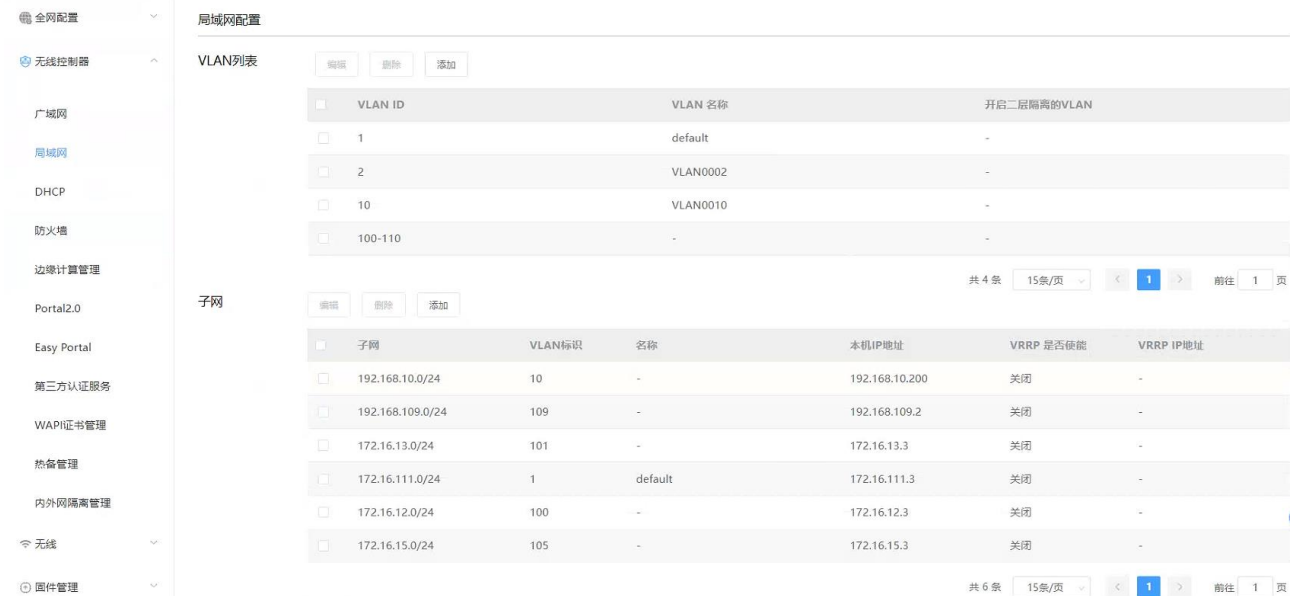 全网配置
无线控制器
广域网
局域网
DHCP
防火墙
边缘计算管理
Portal2.0
Easy Portal
第三方认证服务
WAPI证书管理
热备管理
内外网隔离管理
无线
固件管理
局域网配置
VLAN列表
编辑 删除 添加
VLAN ID VLAN 名称 开启二层隔离的VLAN
1 default -
2 VLAN0002 -
10 VLAN0010 -
100-110 - -
共 4 条 15条/页 < 1 > 前往 1 页
子网
编辑 删除 添加
子网 VLAN标识 名称 本机IP地址 VRRP 是否使能 VRRP IP地址
192.168.10.0/24 10 - 192.168.10.200 关闭 -
192.168.109.0/24 109 - 192.168.109.2 关闭 -
172.16.13.0/24 101 - 172.16.13.3 关闭 -
172.16.111.0/24 1 default 172.16.111.3 关闭 -
172.16.12.0/24 100 - 172.16.12.3 关闭 -
172.16.15.0/24 105 - 172.16.15.3 关闭 -
共 6 条 15条/页 < 1 > 前往 1 页